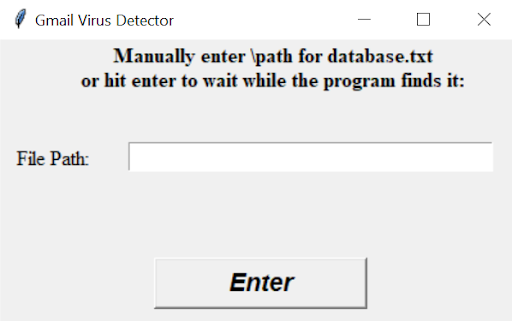 Gmail Virus Detector
Manually enter \path for database.txt
or hit enter to wait while the program finds it:
File Path:
Enter